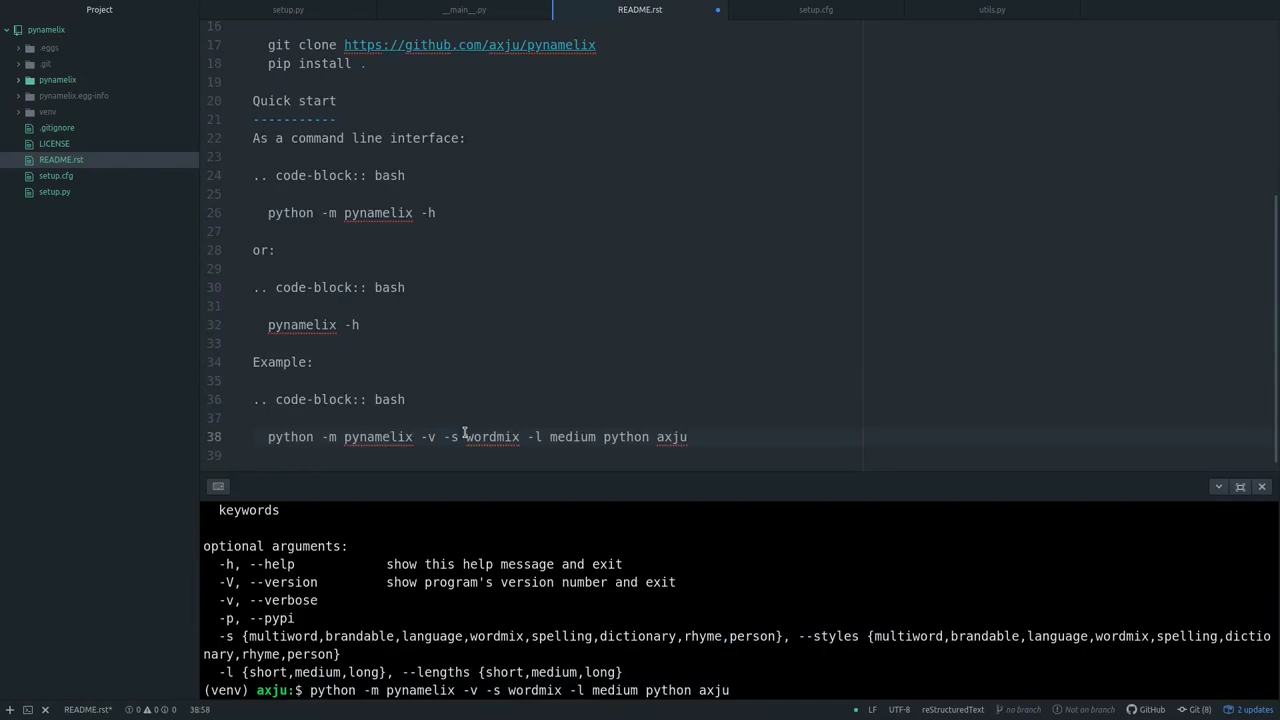 Project
setup.py
__main__.py
README.rst
setup.cfg
utils.py
pynamelix
.eggs
.git
pynamelix
pynamelix.egg-info
venv
.gitignore
LICENSE
README.rst
setup.cfg
setup.py
16
17 git clone https://github.com/axju/pynamelix
18 pip install .
19
20 Quick start
21 -----------
22 As a command line interface:
23
24 .. code-block:: bash
25
26 python -m pynamelix -h
27
28 or:
29
30 .. code-block:: bash
31
32 pynamelix -h
33
34 Example:
35
36 .. code-block:: bash
37
38 python -m pynamelix -v -s wordmix -l medium python axju
39
keywords
optional arguments:
-h, --help show this help message and exit
-V, --version show program's version number and exit
-v, --verbose
-p, --pypi
-s {multiword,brandable,language,wordmix,spelling,dictionary,rhyme,person}, --styles {multiword,brandable,language,wordmix,spelling,dictio
nary,rhyme,person}
-l {short,medium,long}, --lengths {short,medium,long}
(venv) axju:$ python -m pynamelix -v -s wordmix -l medium python axju
README.rst* 0 0 0 38:58 LF UTF-8 reStructuredText no branch Not on branch GitHub Git (8) 2 updates